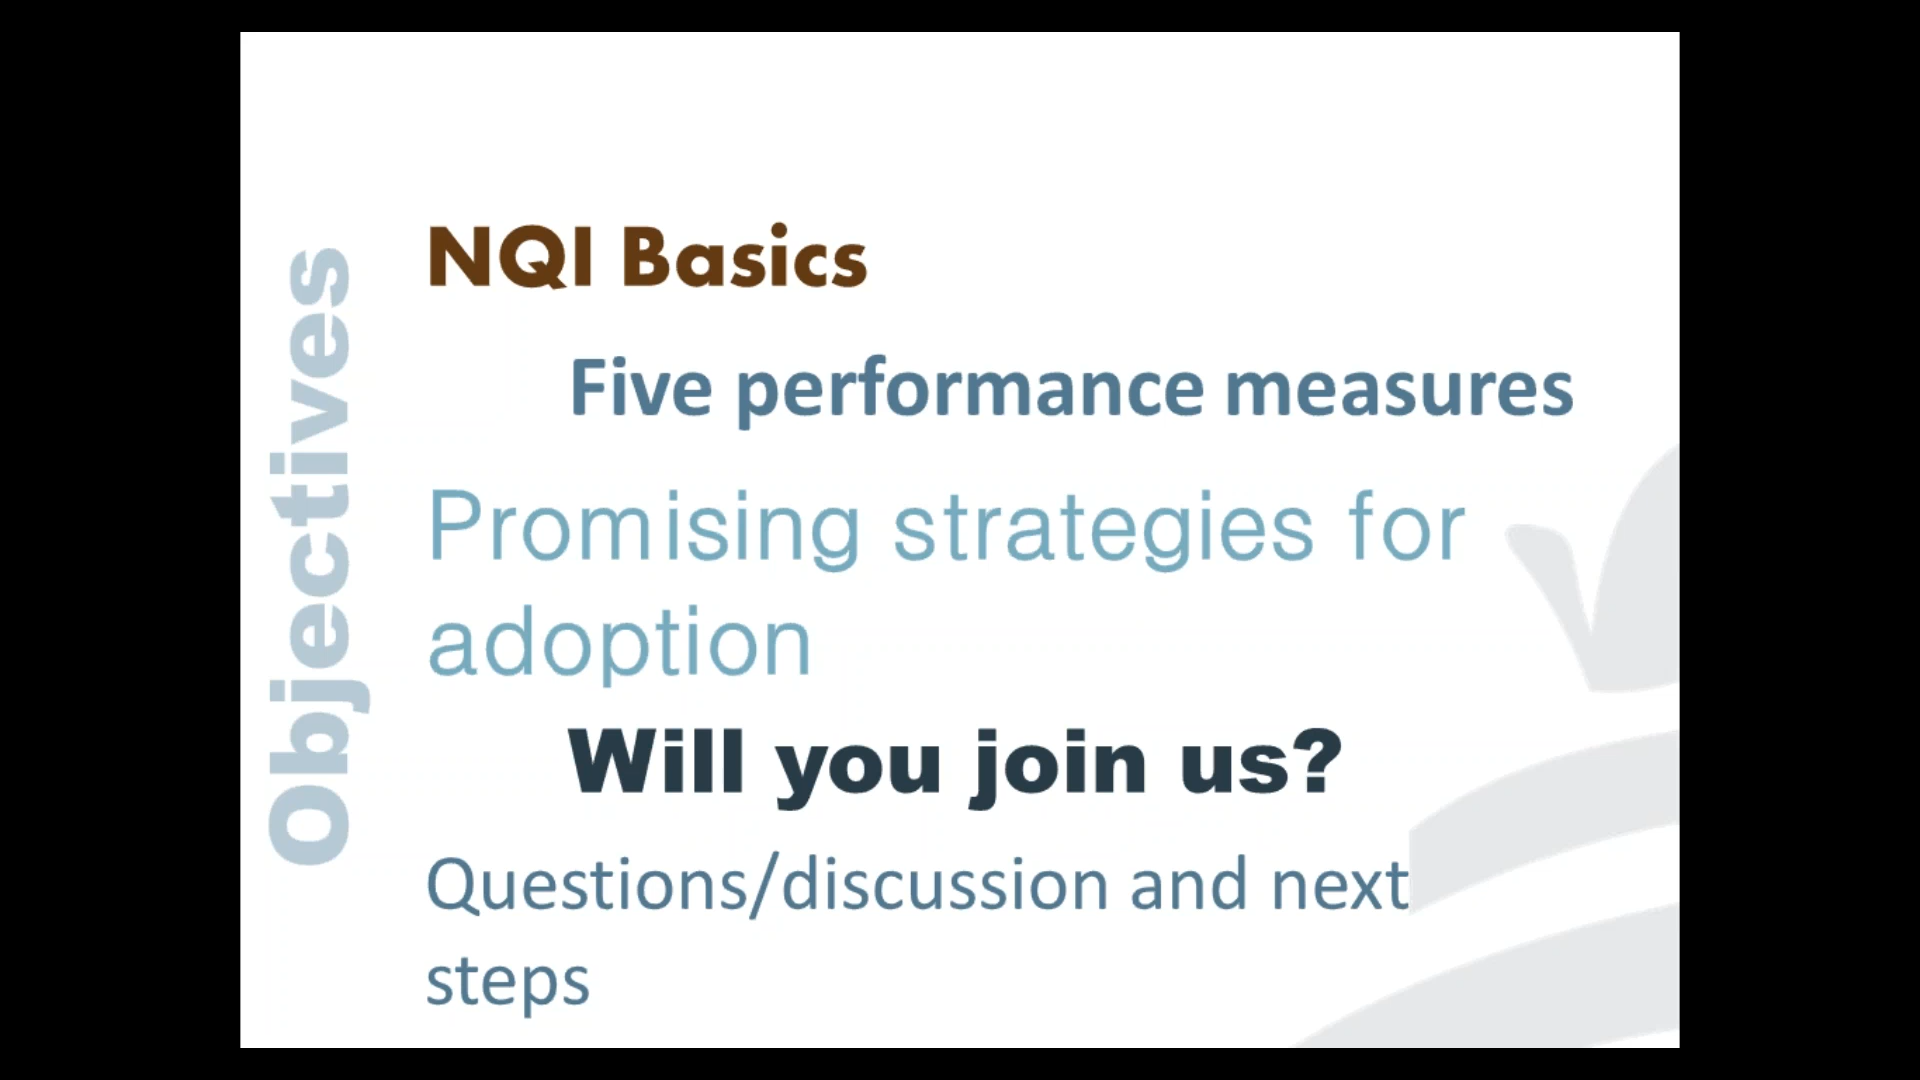 Objectives
NQI Basics
Five performance measures
Promising strategies for
adoption
Will you join us?
Questions/discussion and next
steps